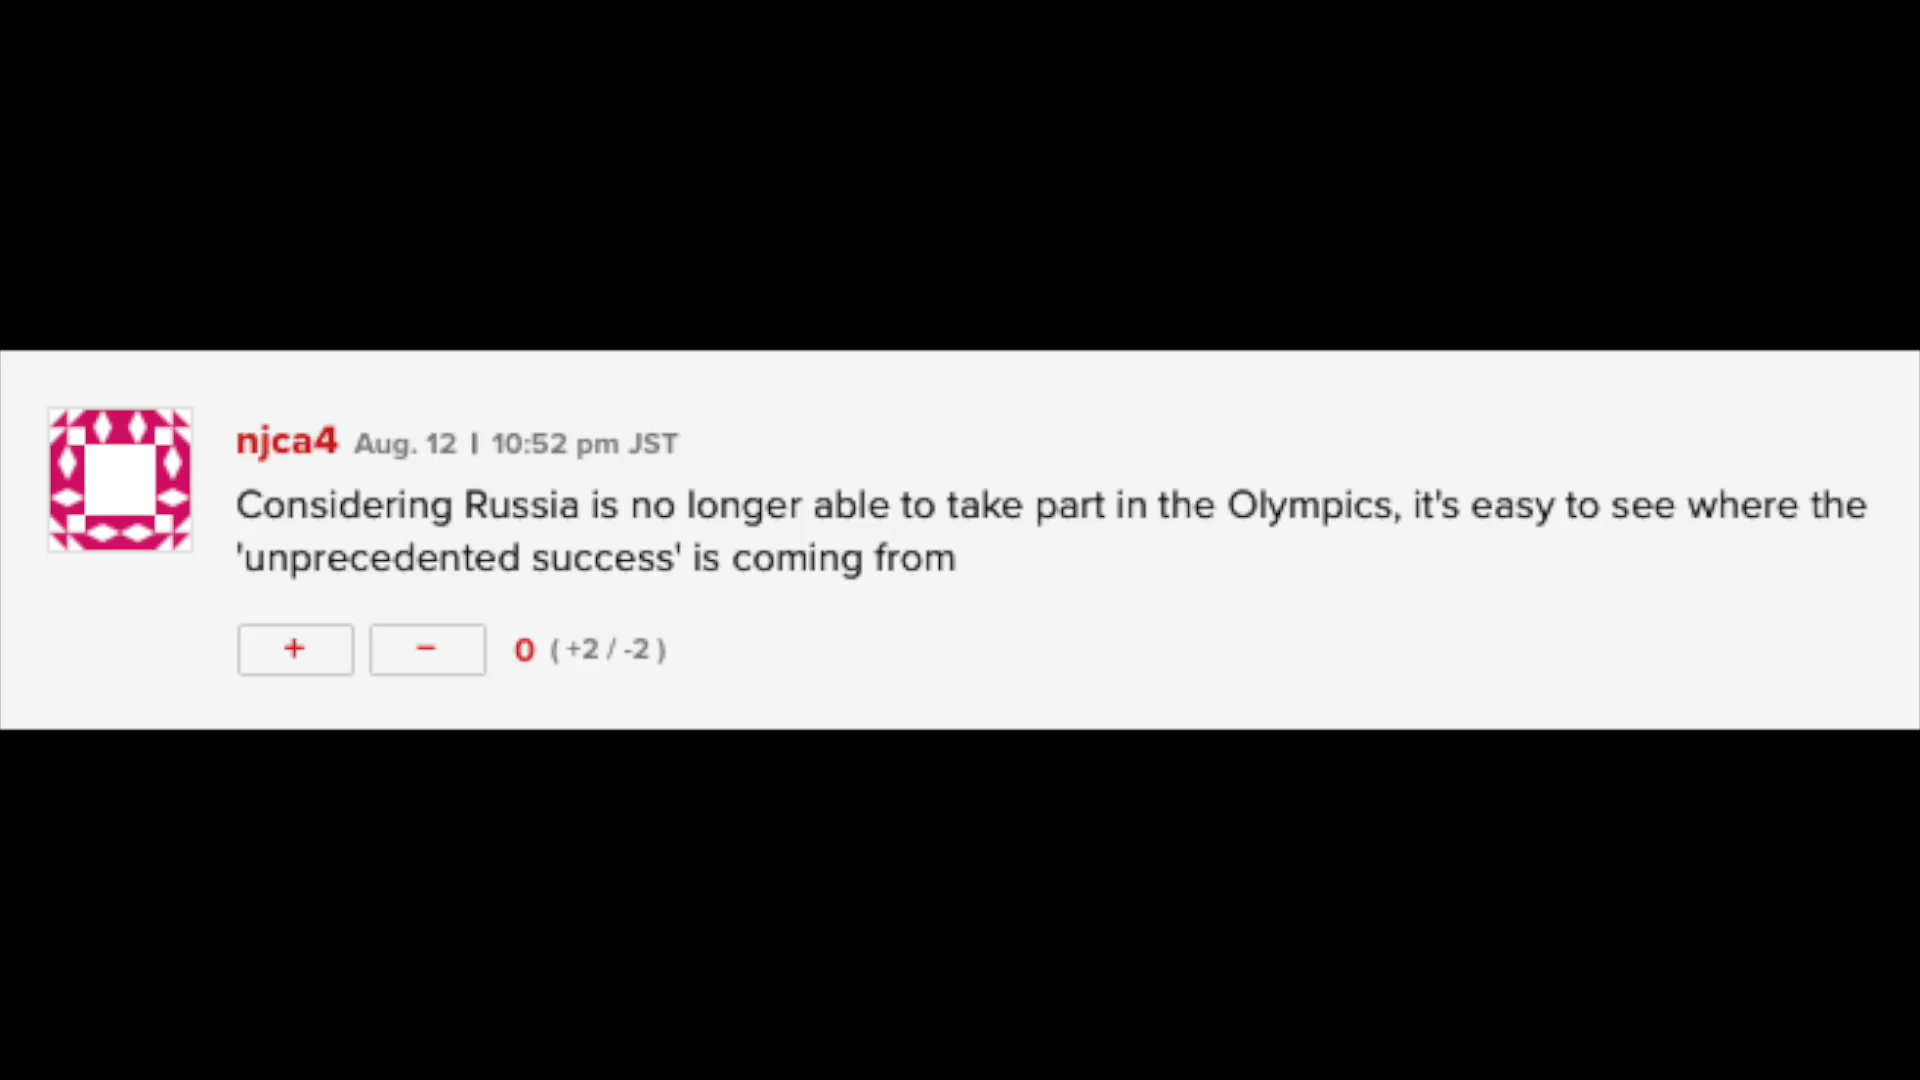 njca4 Aug. 12 | 10:52 pm JST
Considering Russia is no longer able to take part in the Olympics, it's easy to see where the
'unprecedented success' is coming from
+ − 0 ( +2 / -2 )